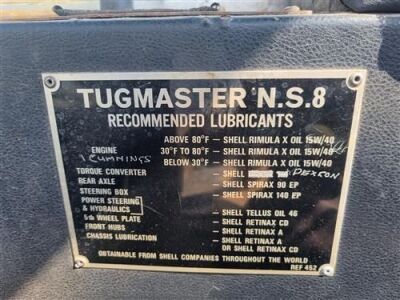 TUGMASTER N.S.8
RECOMMENDED LUBRICANTS
ABOVE 80°F – SHELL RIMULA X OIL 15W/40
ENGINE 30°F TO 80°F – SHELL RIMULA X OIL 15W/40
1 CUMMINGS BELOW 30°F – SHELL RIMULA X OIL 15W/40
TORQUE CONVERTER – SHELL DEXRON
REAR AXLE – SHELL SPIRAX 90 EP
STEERING BOX – SHELL SPIRAX 140 EP
POWER STEERING
& HYDRAULICS – SHELL TELLUS OIL 46
5th WHEEL PLATE – SHELL RETINAX CD
FRONT HUBS – SHELL RETINAX A
CHASSIS LUBRICATION – SHELL RETINAX A
OR SHELL RETINAX CD
OBTAINABLE FROM SHELL COMPANIES THROUGHOUT THE WORLD
REF 452